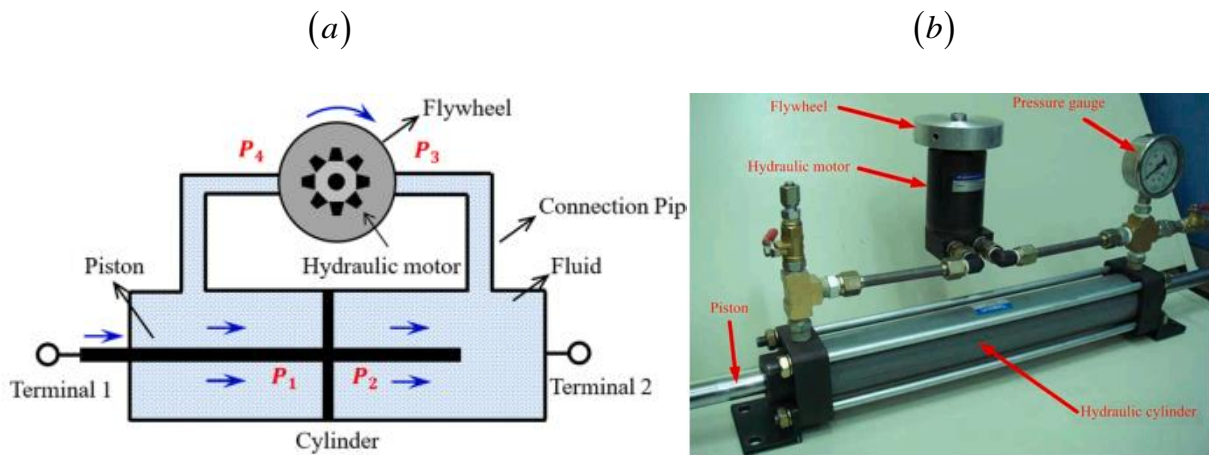 (a)
(b)
Flywheel
P4
P3
Connection Pip
Hydraulic motor
Piston
Fluid
Terminal 1
P1
P2
Terminal 2
Cylinder
Flywheel
Pressure gauge
Hydraulic motor
Piston
Hydraulic cylinder